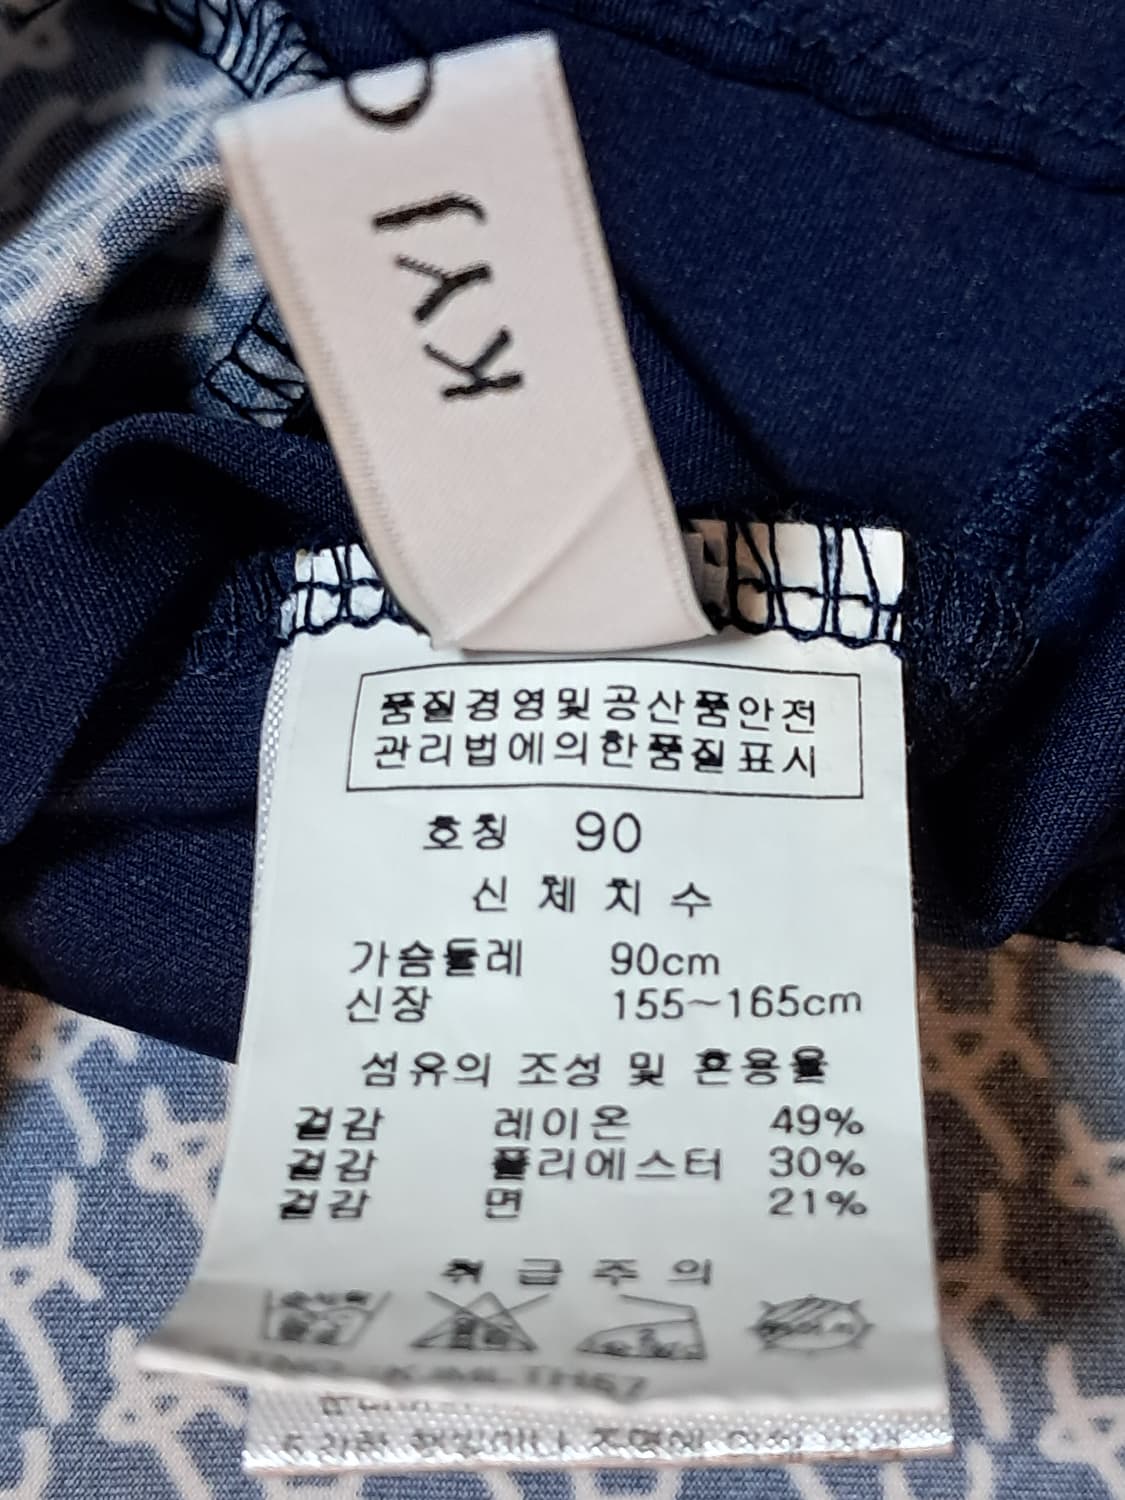 KYJ
품질경영및공산품안전
관리법에의한품질표시
호칭 90
신체치수
가슴둘레 90cm
신장 155~165cm
섬유의 조성 및 혼용율
겉감 레이온 49%
겉감 폴리에스터 30%
겉감 면 21%
취급주의